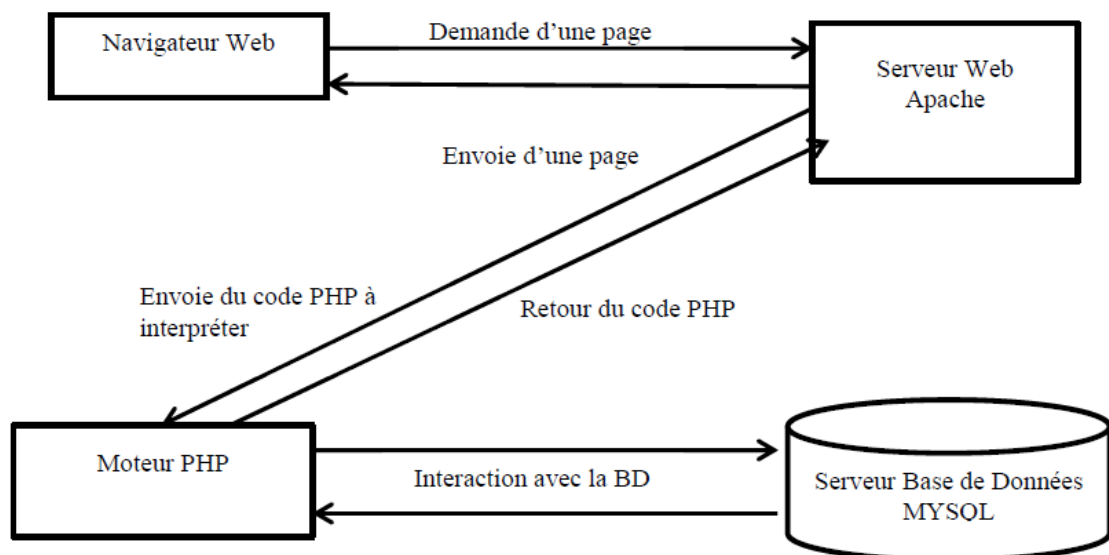 Navigateur Web
Demande d'une page
Serveur Web
Apache
Envoie d'une page
Envoie du code PHP à
interpréter
Retour du code PHP
Moteur PHP
Interaction avec la BD
Serveur Base de Données
MYSQL